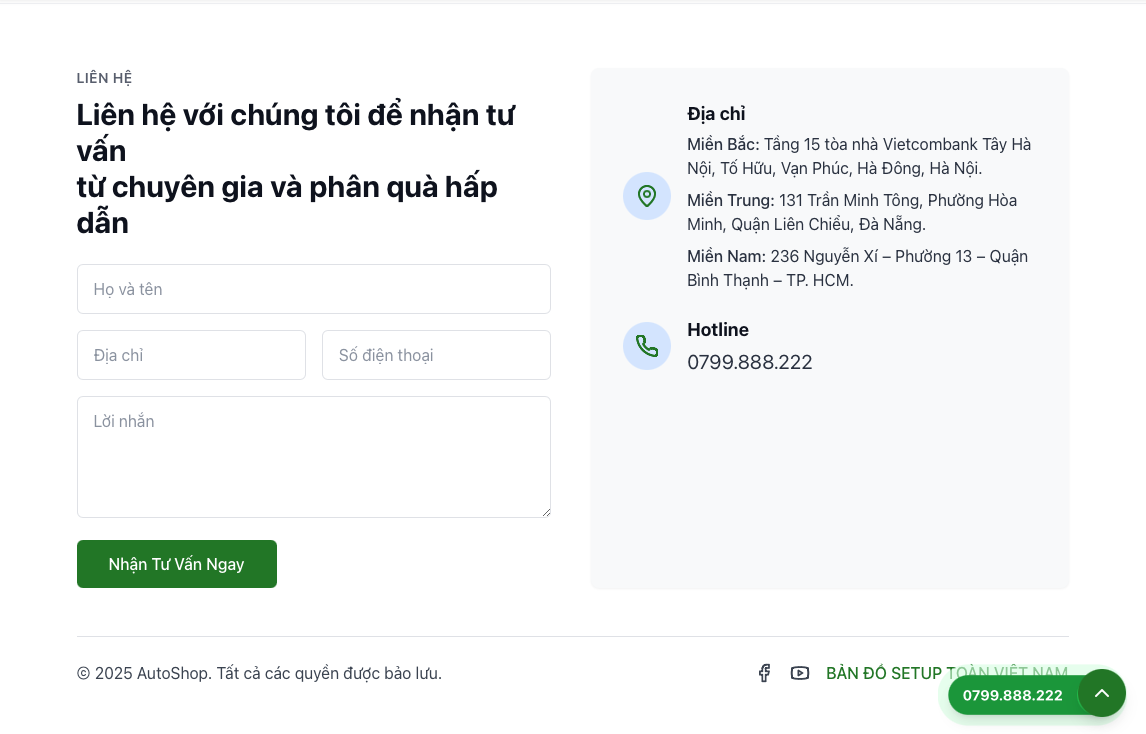 LIÊN HỆ
Liên hệ với chúng tôi để nhận tư
vấn
từ chuyên gia và phân quà hấp
dẫn
Họ và tên
Địa chỉ
Số điện thoại
Lời nhắn
Nhận Tư Vấn Ngay
Địa chỉ
Miền Bắc: Tầng 15 tòa nhà Vietcombank Tây Hà
Nội, Tố Hữu, Vạn Phúc, Hà Đông, Hà Nội.
Miền Trung: 131 Trần Minh Tông, Phường Hòa
Minh, Quận Liên Chiểu, Đà Nẵng.
Miền Nam: 236 Nguyễn Xí – Phường 13 – Quận
Bình Thạnh – TP. HCM.
Hotline
0799.888.222
© 2025 AutoShop. Tất cả các quyền được bảo lưu.
BẢN ĐỒ SETUP TOÀN VIỆT NAM
0799.888.222